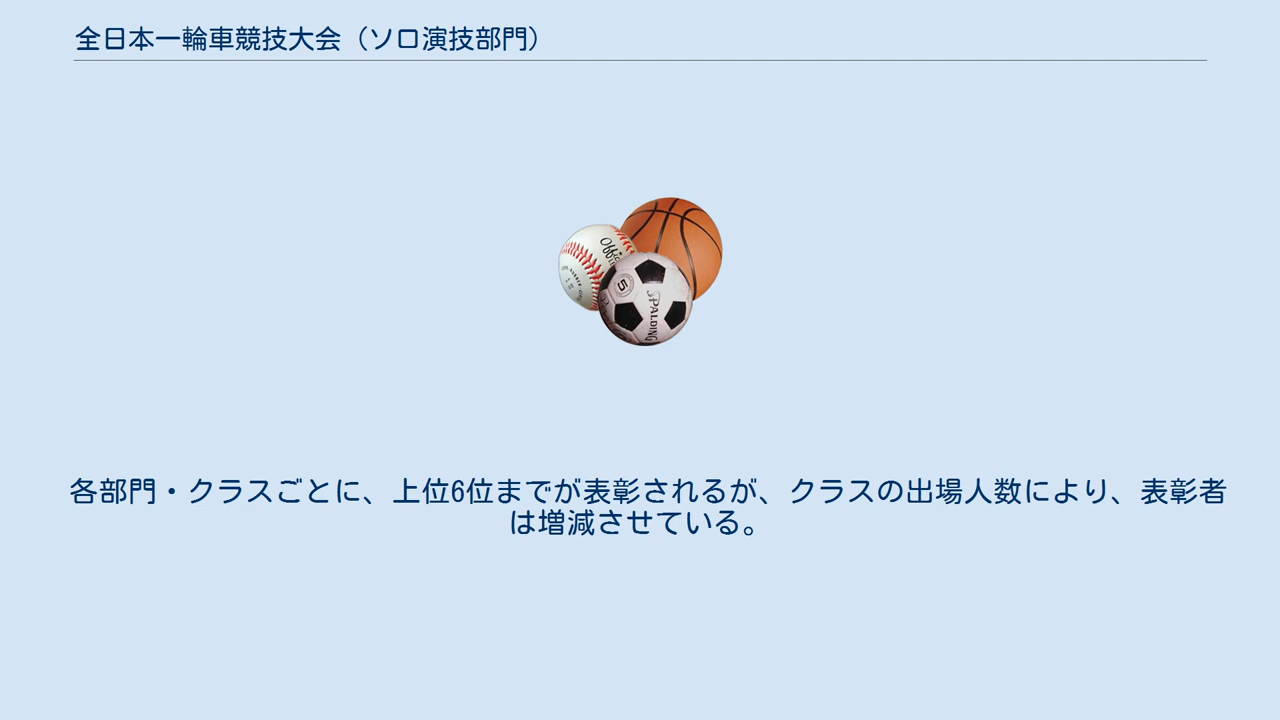 全日本一輪車競技大会（ソロ演技部門）
Offic
5
SPALDING
各部門・クラスごとに、上位6位までが表彰されるが、クラスの出場人数により、表彰者
は増減させている。